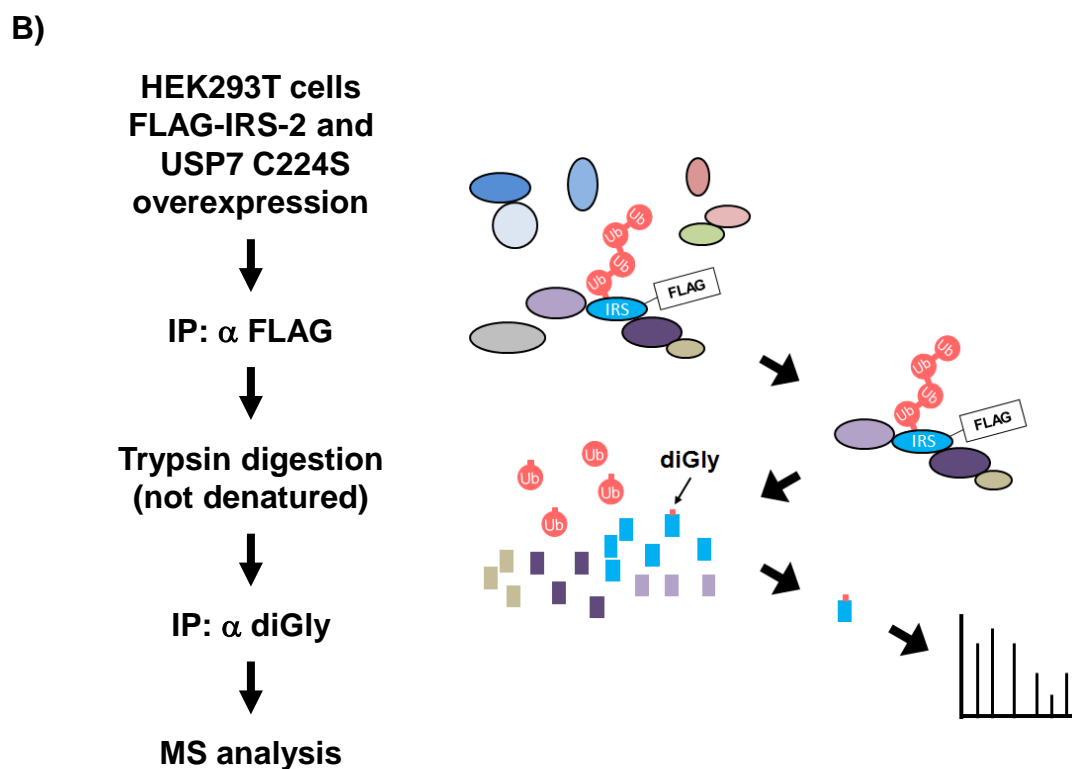 B)
HEK293T cells
FLAG-IRS-2 and
USP7 C224S
overexpression
IP: α FLAG
Trypsin digestion
(not denatured)
IP: α diGly
MS analysis
Ub
Ub
Ub
Ub
IRS
FLAG
Ub
Ub
Ub
Ub
IRS
FLAG
diGly
Ub
Ub
Ub
Ub